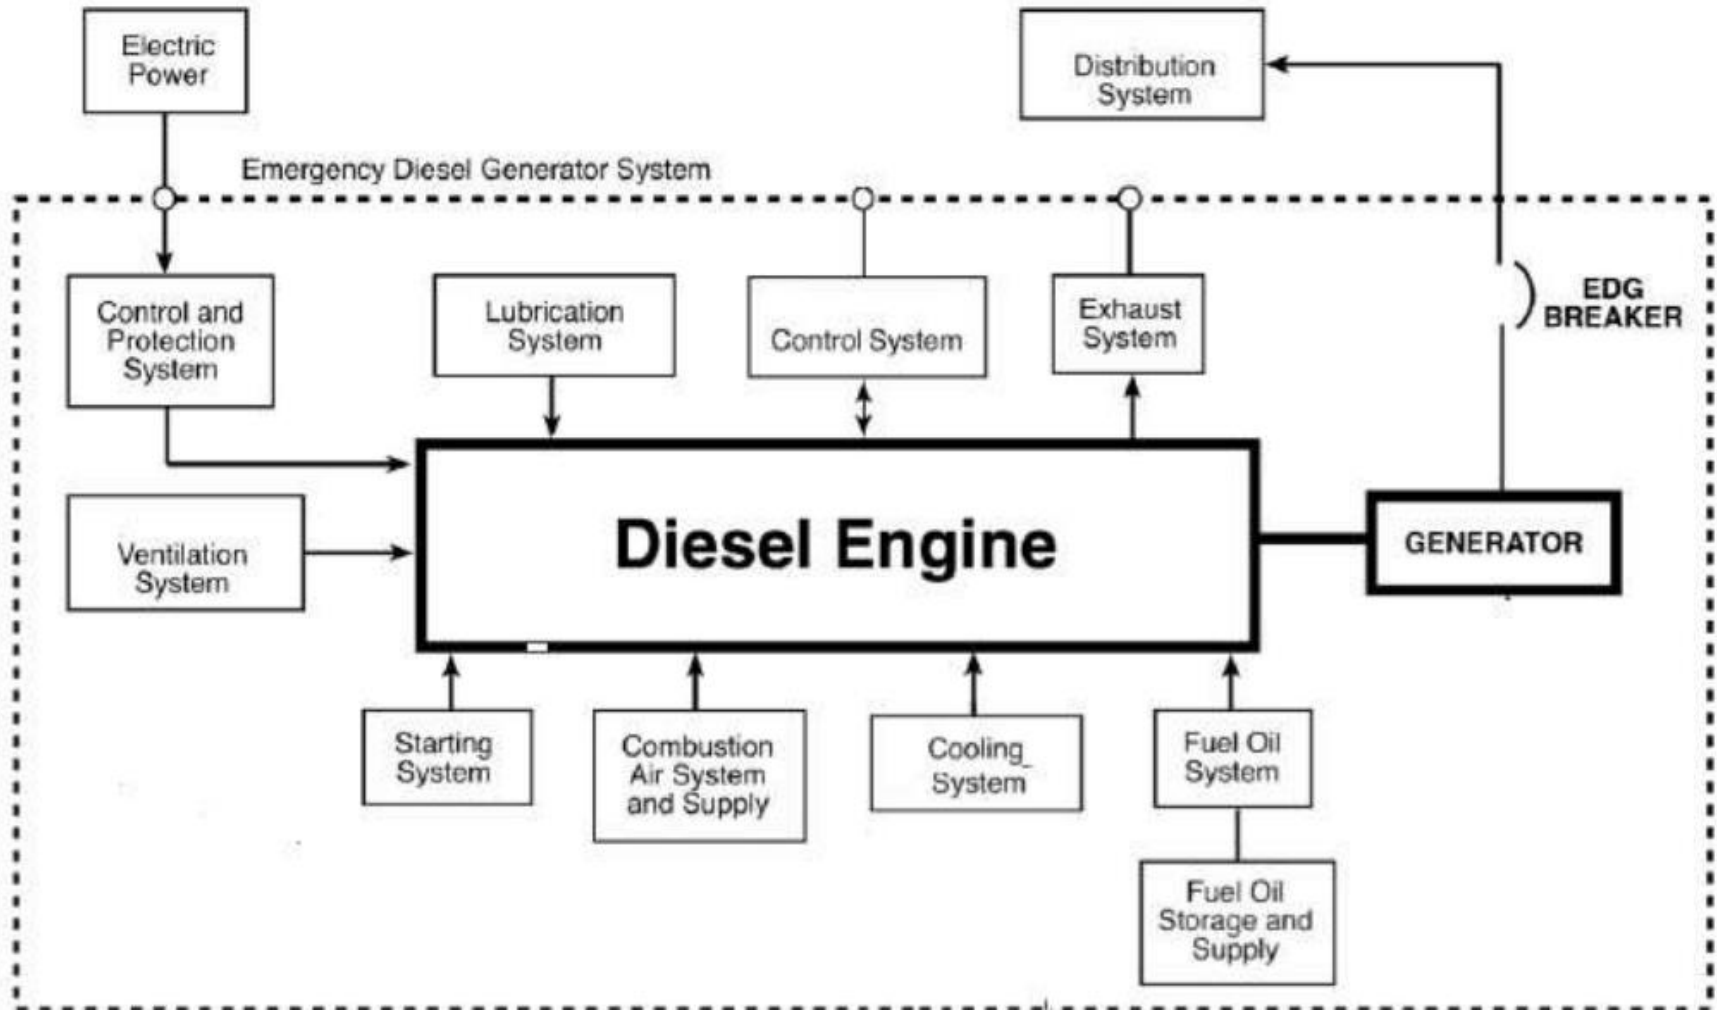 Electric
Power
Distribution
System
Emergency Diesel Generator System
Control and
Protection
System
Lubrication
System
Control System
Exhaust
System
EDG
BREAKER
Ventilation
System
Diesel Engine
GENERATOR
Starting
System
Combustion
Air System
and Supply
Cooling
System
Fuel Oil
System
Fuel Oil
Storage and
Supply